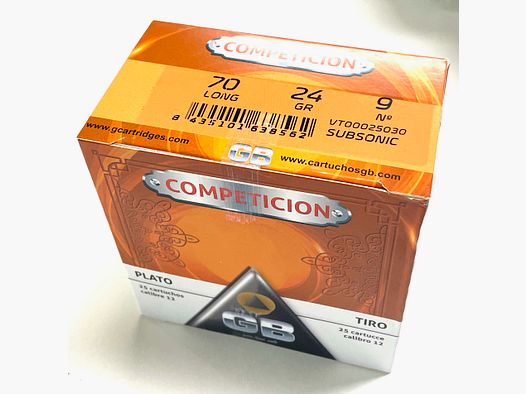 COMPETICION
70 24 9
LONG GR Nº
VT00025030
8 435101 638562 SUBSONIC
www.gcartridges.com GB www.cartuchosgb.com
COMPETICION
PLATO
25 cartuchos
calibre 12
GB
TIRO
25 cartucce
calibro 12